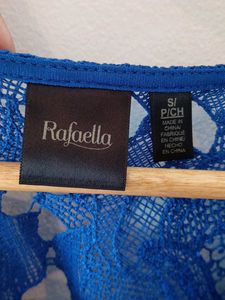 Rafaella
S/
P/CH
MADE IN
CHINA/
FABRIQUÉ
EN CHINE/
HECHO
EN CHINA